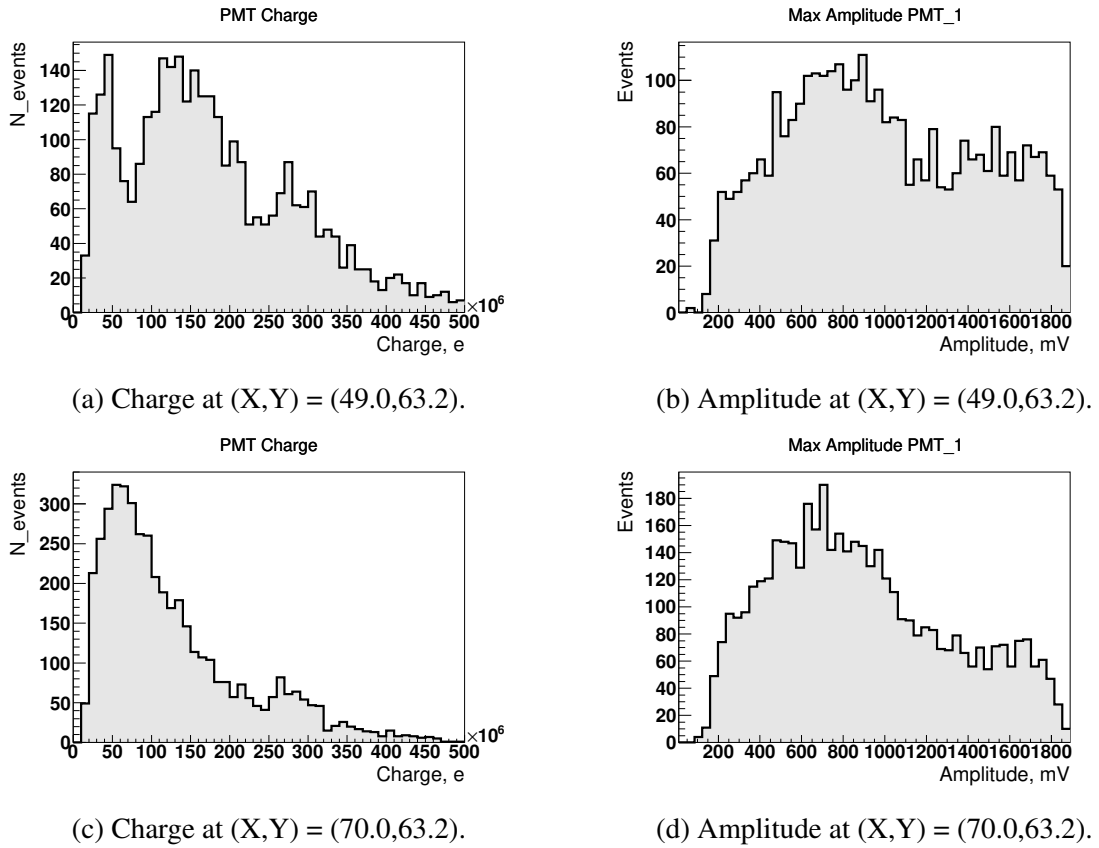 PMT Charge
N_events
140
120
100
80
60
40
20
0
0 50 100 150 200 250 300 350 400 450 500
×10⁶
Charge, e
(a) Charge at (X,Y) = (49.0,63.2).
Max Amplitude PMT_1
Events
100
80
60
40
20
0
200 400 600 800 1000 1200 1400 1600 1800
Amplitude, mV
(b) Amplitude at (X,Y) = (49.0,63.2).
PMT Charge
N_events
300
250
200
150
100
50
0
0 50 100 150 200 250 300 350 400 450 500
×10⁶
Charge, e
(c) Charge at (X,Y) = (70.0,63.2).
Max Amplitude PMT_1
Events
180
160
140
120
100
80
60
40
20
0
200 400 600 800 1000 1200 1400 1600 1800
Amplitude, mV
(d) Amplitude at (X,Y) = (70.0,63.2).